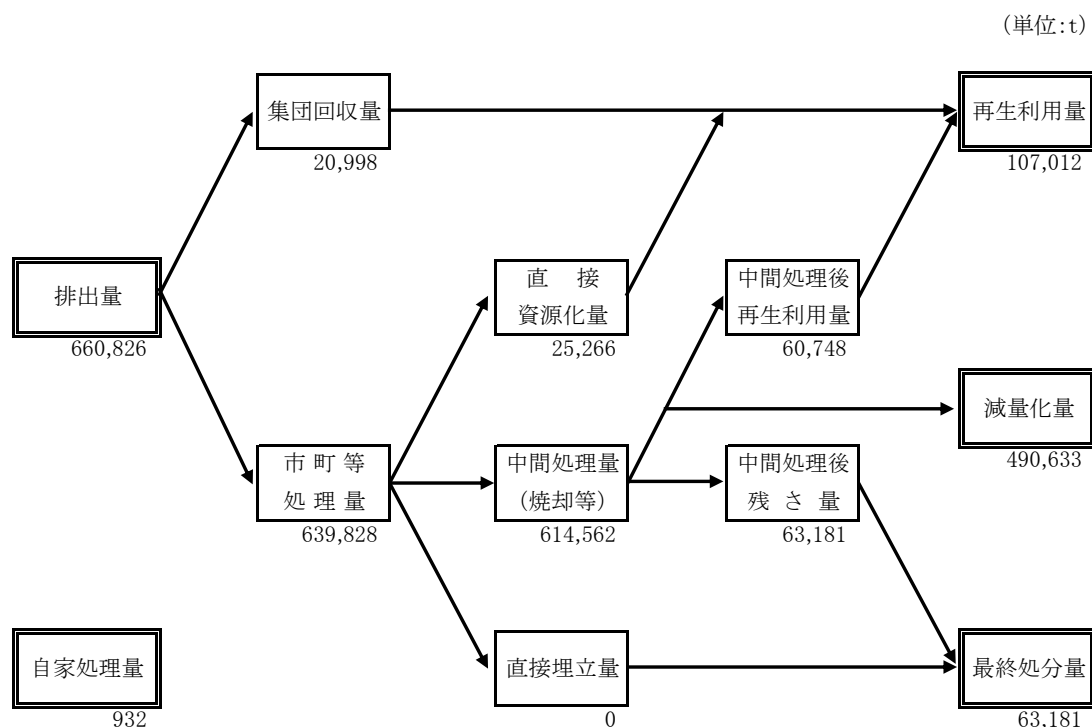 (単位:t)
集団回収量
20,998
再生利用量
107,012
排出量
660,826
直 接
資源化量
25,266
中間処理後
再生利用量
60,748
減量化量
490,633
市 町 等
処 理 量
639,828
中間処理量
(焼却等)
614,562
中間処理後
残 さ 量
63,181
自家処理量
932
直接埋立量
0
最終処分量
63,181